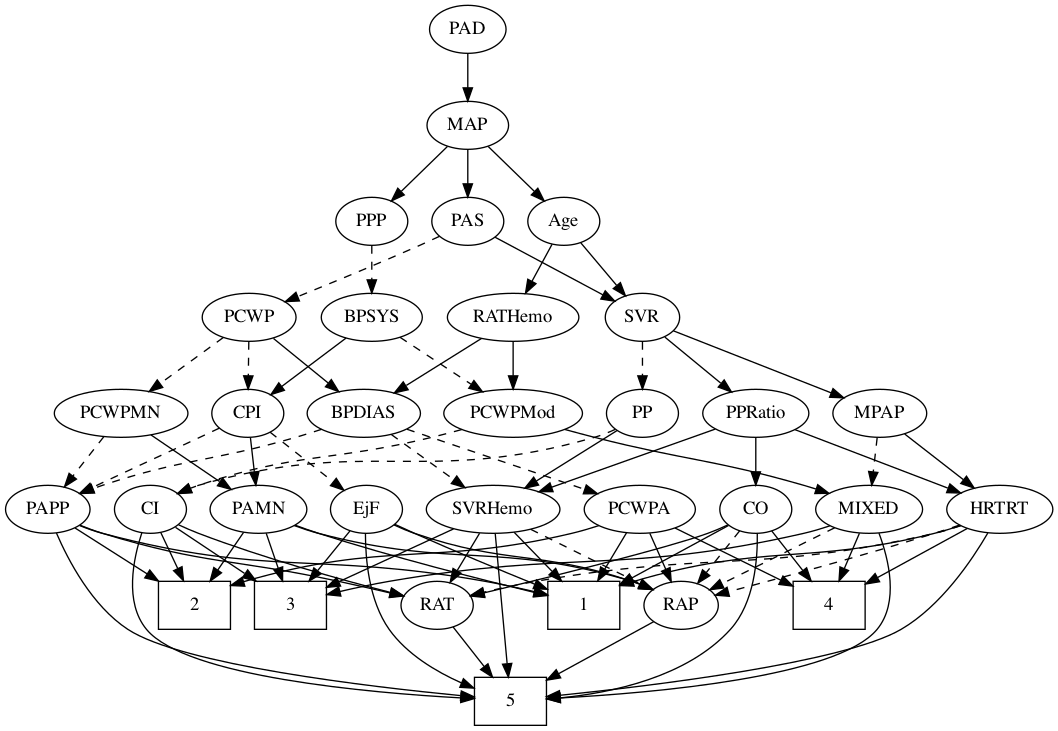 PAD
MAP
PPP PAS Age
PCWP BPSYS RATHemo SVR
PCWPMN CPI BPDIAS PCWPMod PP PPRatio MPAP
PAPP CI PAMN EjF SVRHemo PCWPA CO MIXED HRTRT
2 3 RAT 1 RAP 4
5